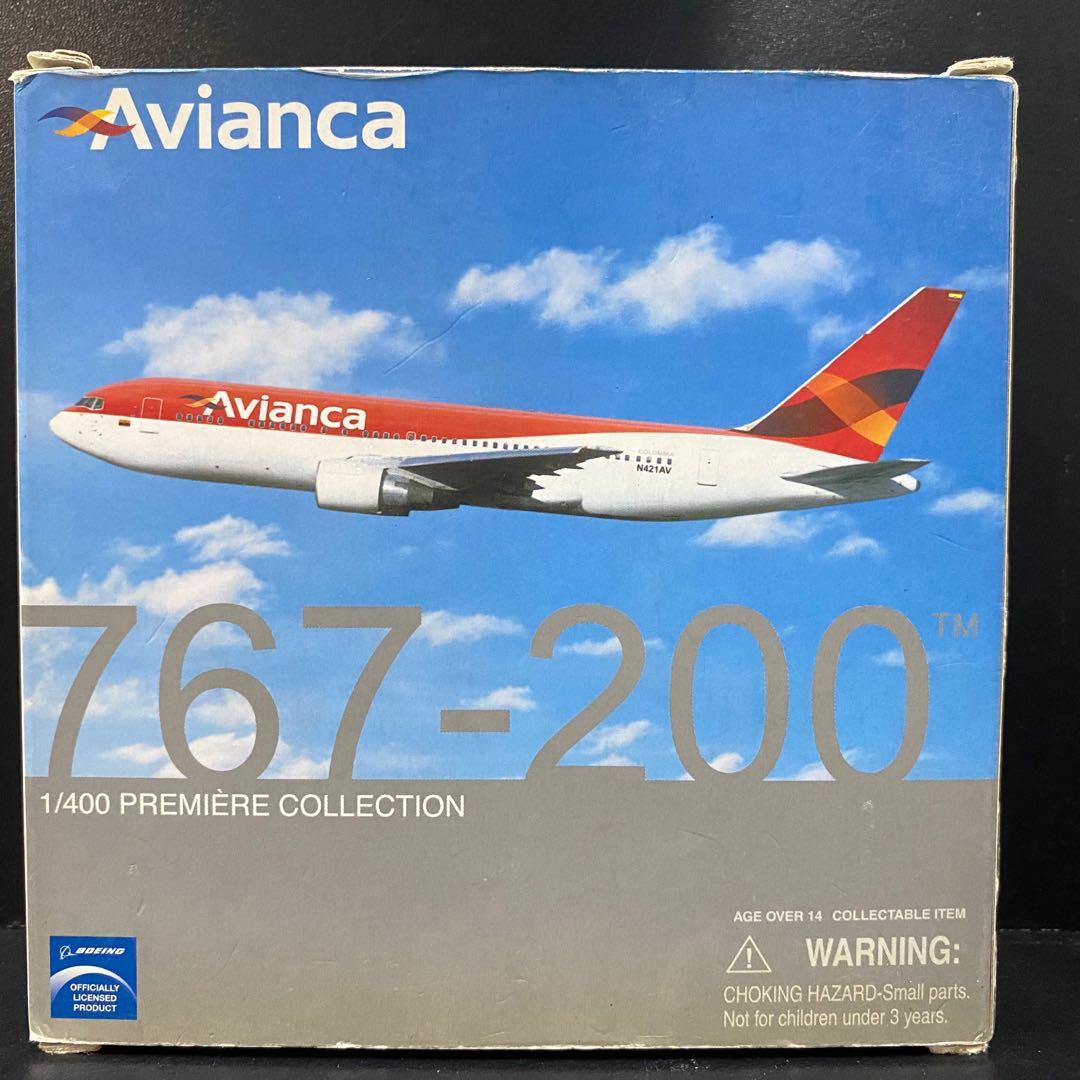 Avianca
Avianca
COLOMBIA
N421AV
767-200™
1/400 PREMIÈRE COLLECTION
AGE OVER 14 COLLECTABLE ITEM
WARNING:
CHOKING HAZARD-Small parts.
Not for children under 3 years.
BOEING
OFFICIALLY
LICENSED
PRODUCT